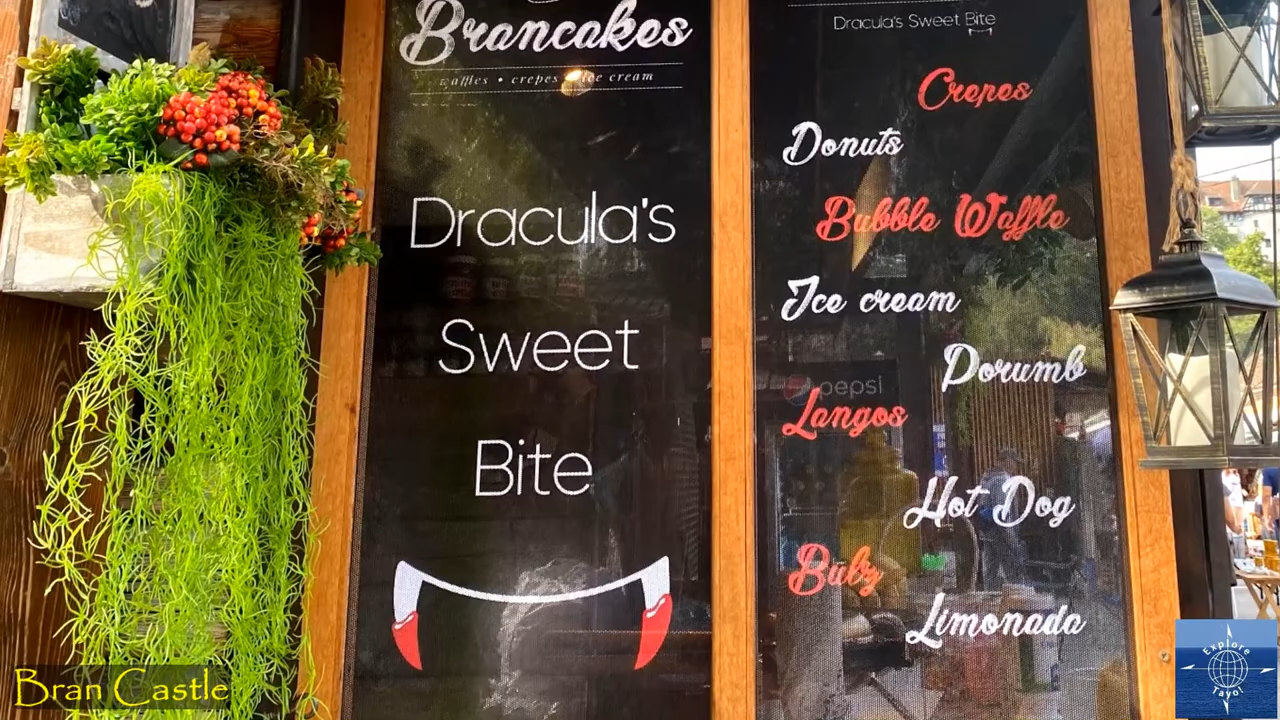 Brancakes
waffles • crepes • ice cream
Dracula's
Sweet
Bite
Dracula's Sweet Bite
Crepes
Donuts
Bubble Waffle
Ice cream
Dorumb
pepsi
Langos
Hot Dog
Bulz
Limonada
Bran Castle
Explore
Tayo!